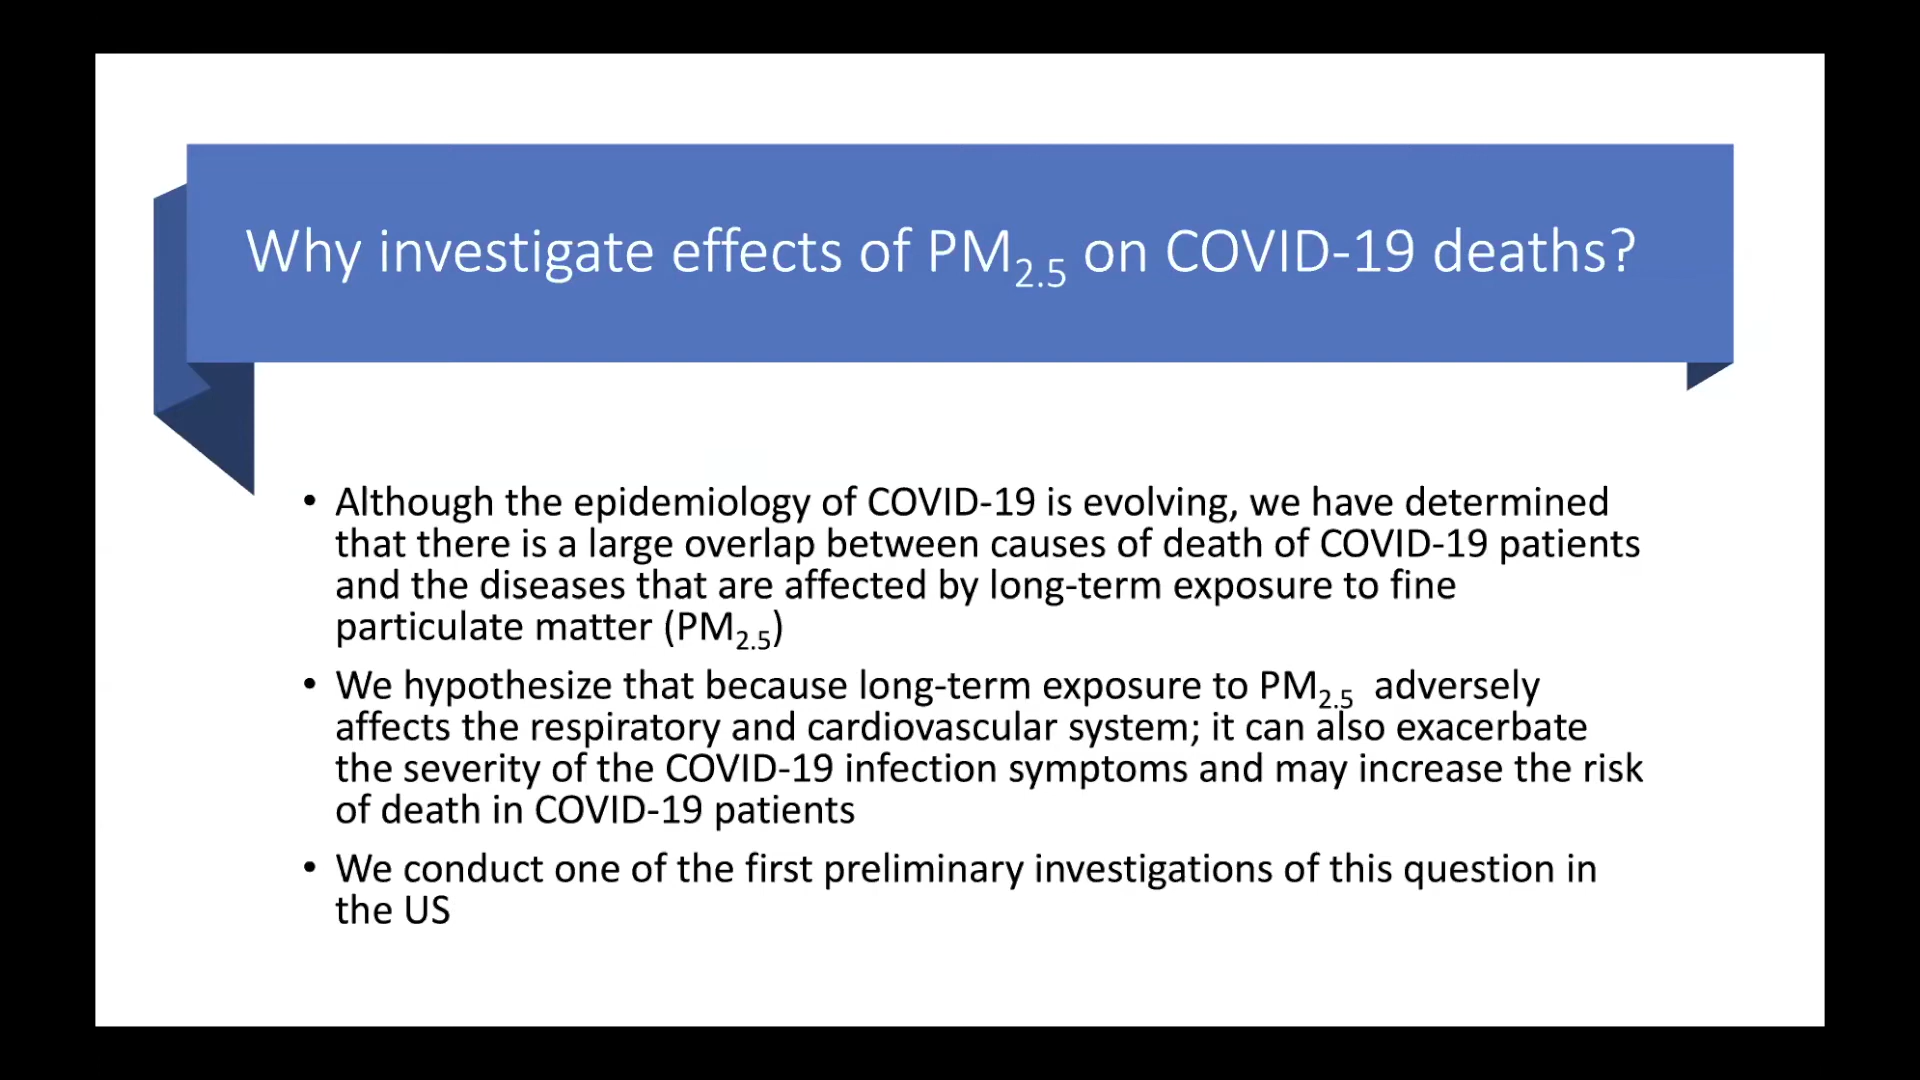 Why investigate effects of PM2.5 on COVID-19 deaths?
• Although the epidemiology of COVID-19 is evolving, we have determined
that there is a large overlap between causes of death of COVID-19 patients
and the diseases that are affected by long-term exposure to fine
particulate matter (PM2.5)
• We hypothesize that because long-term exposure to PM2.5 adversely
affects the respiratory and cardiovascular system; it can also exacerbate
the severity of the COVID-19 infection symptoms and may increase the risk
of death in COVID-19 patients
• We conduct one of the first preliminary investigations of this question in
the US